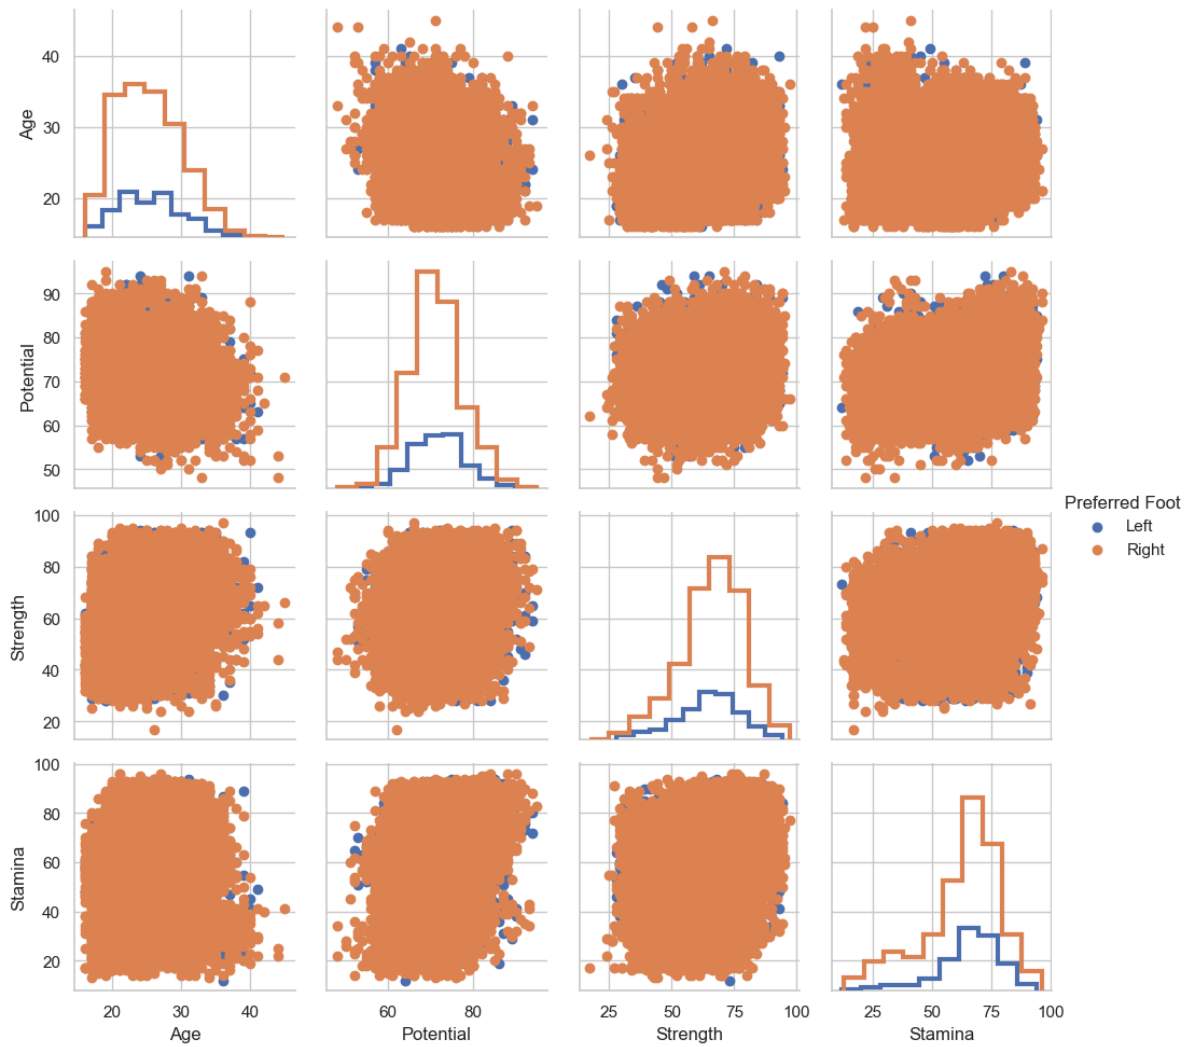 40
30
20
Age
90
80
70
60
50
Potential
100
80
60
40
20
Strength
Preferred Foot
Left
Right
100
80
60
40
20
Stamina
20 30 40
60 80
25 50 75 100
25 50 75 100
Age Potential Strength Stamina